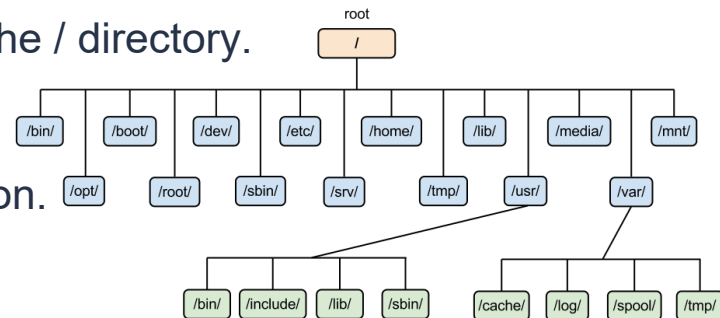 root
he / directory.
/
/bin/ /boot/ /dev/ /etc/ /home/ /lib/ /media/ /mnt/
on.
/opt/ /root/ /sbin/ /srv/ /tmp/ /usr/ /var/
/bin/ /include/ /lib/ /sbin/ /cache/ /log/ /spool/ /tmp/